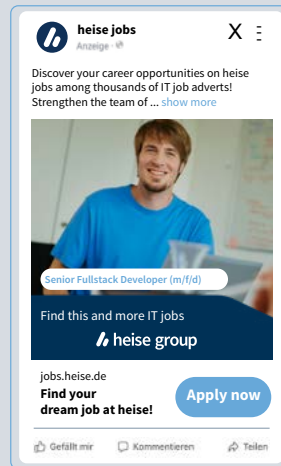 heise jobs
X
Anzeige ·
Discover your career opportunities on heise
jobs among thousands of IT job adverts!
Strengthen the team of ... show more
Senior Fullstack Developer (m/f/d)
Find this and more IT jobs
heise group
jobs.heise.de
Find your
dream job at heise!
Apply now
Gefällt mir
Kommentieren
Teilen